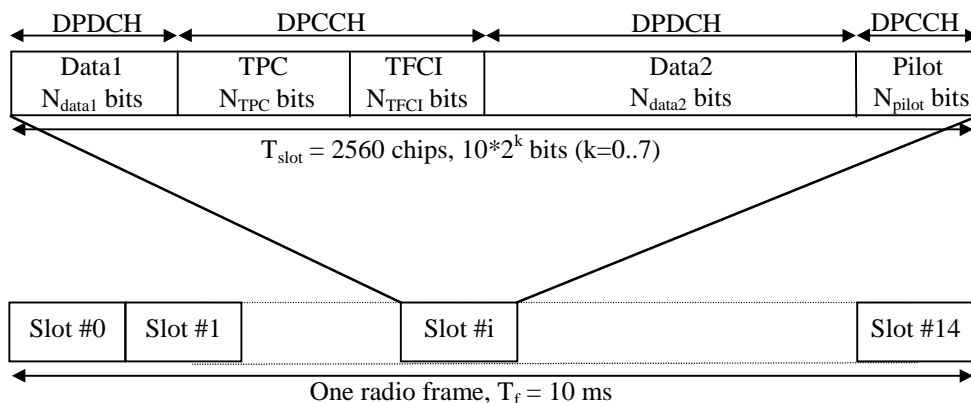 DPDCH DPCCH DPDCH DPCCH
Data1 TPC TFCI Data2 Pilot
N_data1 bits N_TPC bits N_TFCI bits N_data2 bits N_pilot bits
T_slot = 2560 chips, 10*2^k bits (k=0..7)
Slot #0 Slot #1 Slot #i Slot #14
One radio frame, T_f = 10 ms